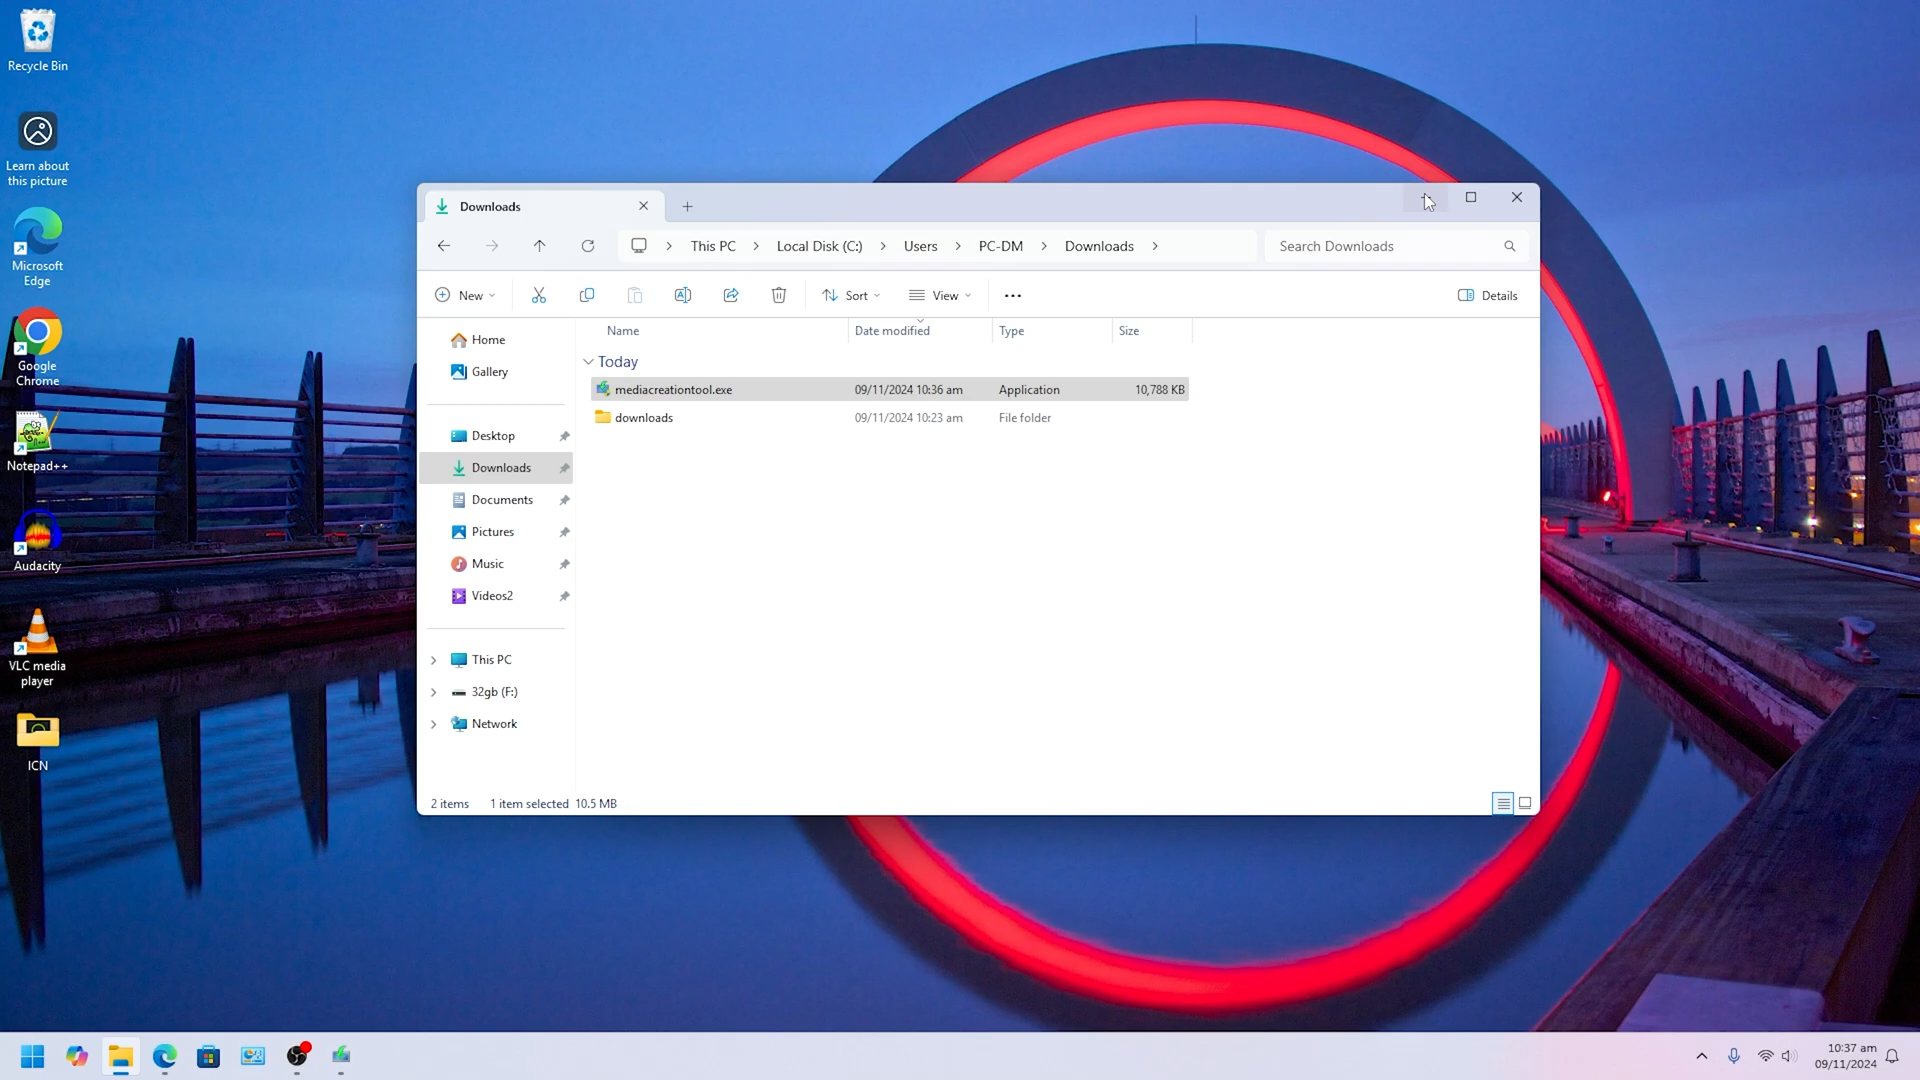 Recycle Bin
Learn about
this picture
Microsoft
Edge
Google
Chrome
Notepad++
Audacity
VLC media
player
ICN
Downloads
This PC
Local Disk (C:)
Users
PC-DM
Downloads
Search Downloads
New
Sort
View
Details
Home
Gallery
Desktop
Downloads
Documents
Pictures
Music
Videos2
This PC
32gb (F:)
Network
Name Date modified Type Size
Today
mediacreationtool.exe 09/11/2024 10:36 am Application 10,788 KB
downloads 09/11/2024 10:23 am File folder
2 items 1 item selected 10.5 MB
10:37 am
09/11/2024